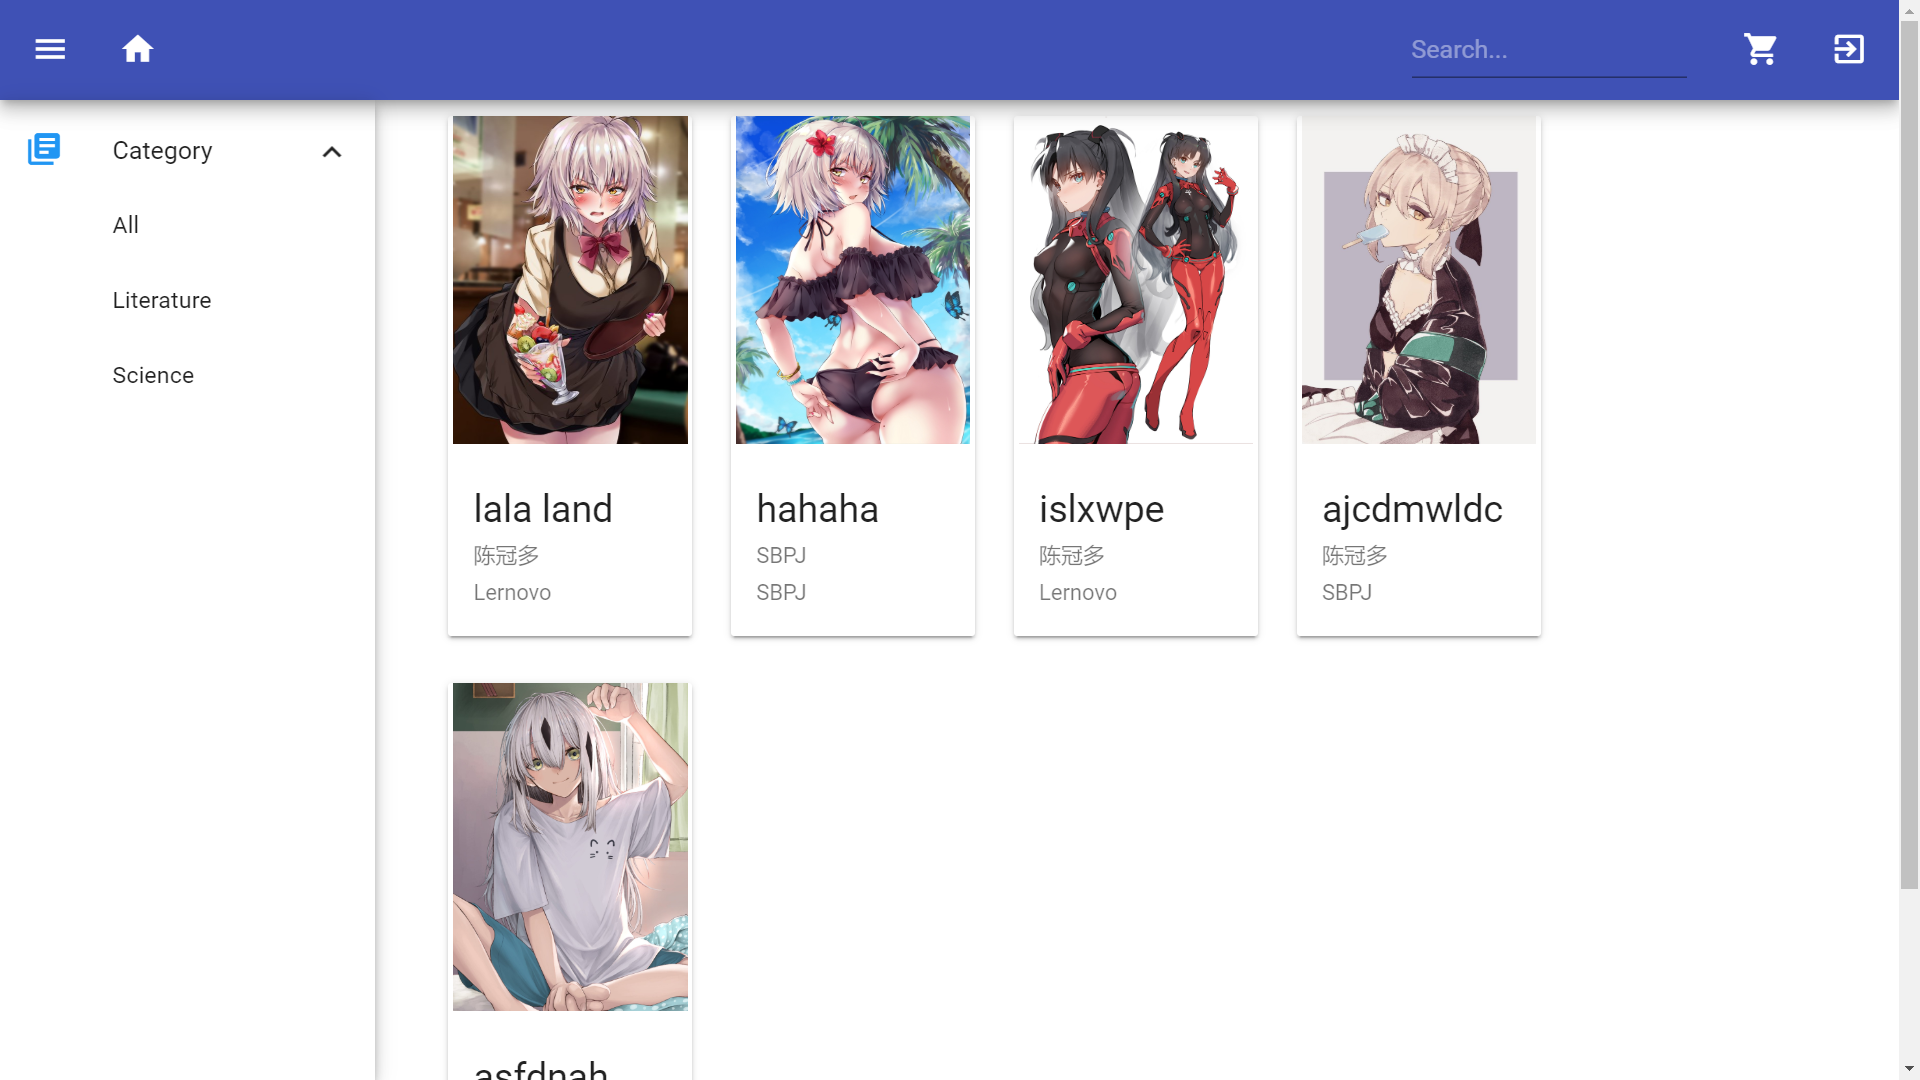 Search...
Category
All
Literature
Science
lala land
陈冠多
Lernovo
hahaha
SBPJ
SBPJ
islxwpe
陈冠多
Lernovo
ajcdmwldc
陈冠多
SBPJ
asfdnah